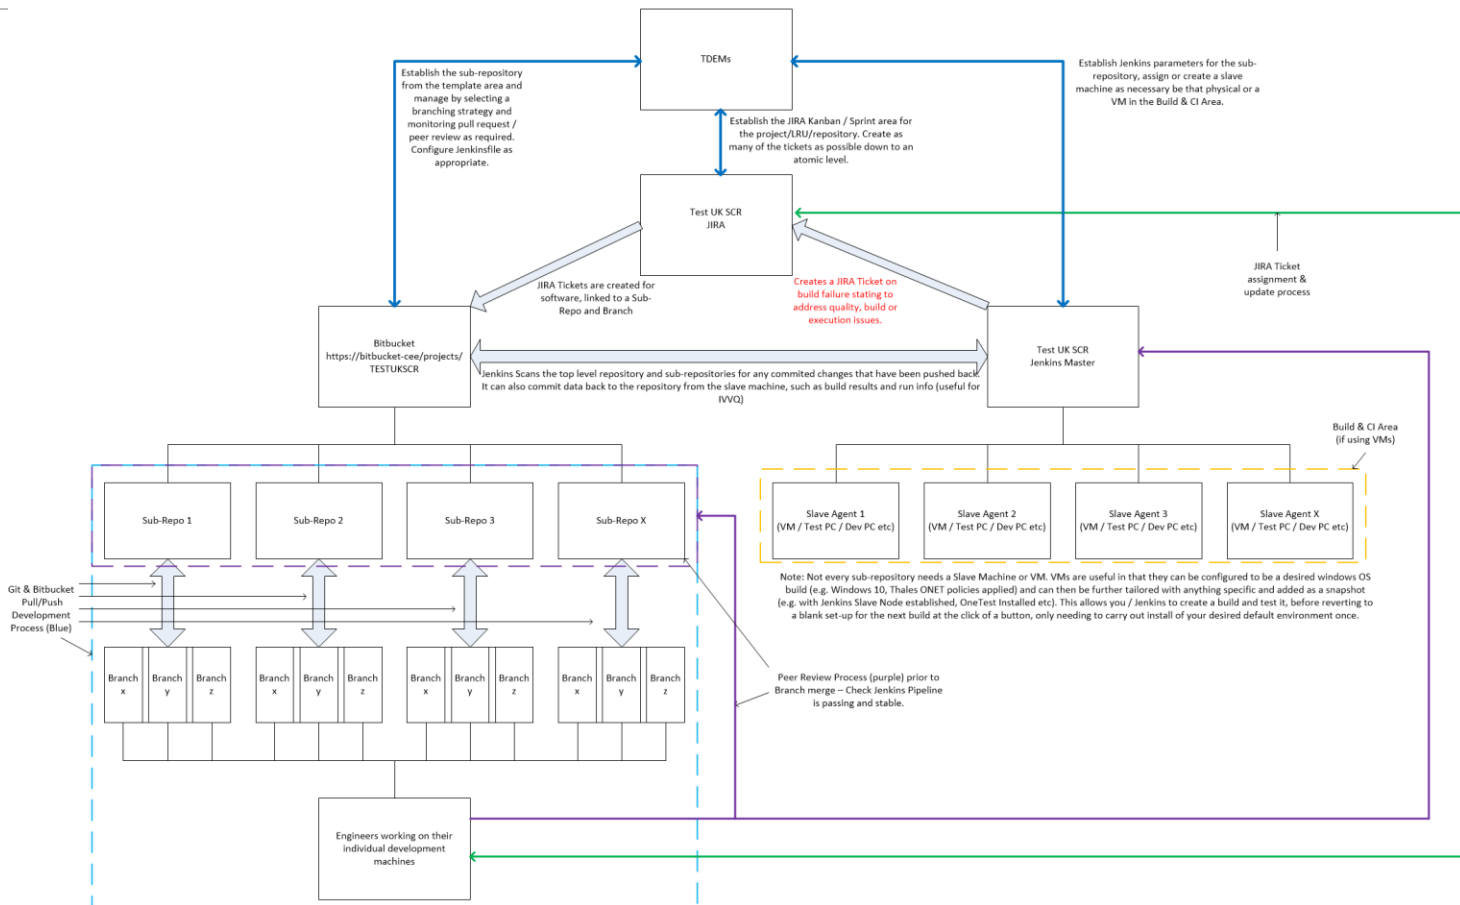 TDEMs
Establish the sub-repository
from the template area and
manage by selecting a
branching strategy and
monitoring pull request /
peer review as required.
Configure Jenkinsfile as
appropriate.
Establish Jenkins parameters for the sub-
repository, assign or create a slave
machine as necessary be that physical or a
VM in the Build & CI Area.
Establish the JIRA Kanban / Sprint area for
the project/LRU/repository. Create as
many of the tickets as possible down to an
atomic level.
Test UK SCR
JIRA
JIRA Ticket
assignment &
update process
JIRA Tickets are created for
software, linked to a Sub-
Repo and Branch
Creates a JIRA Ticket on
build failure stating to
address quality, build or
execution issues.
Bitbucket
https://bitbucket-cee/projects/
TESTUKSCR
Test UK SCR
Jenkins Master
Jenkins Scans the top level repository and sub-repositories for any commited changes that have been pushed back.
It can also commit data back to the repository from the slave machine, such as build results and run info (useful for
IVVQ)
Build & CI Area
(if using VMs)
Sub-Repo 1
Sub-Repo 2
Sub-Repo 3
Sub-Repo X
Slave Agent 1
(VM / Test PC / Dev PC etc)
Slave Agent 2
(VM / Test PC / Dev PC etc)
Slave Agent 3
(VM / Test PC / Dev PC etc)
Slave Agent X
(VM / Test PC / Dev PC etc)
Note: Not every sub-repository needs a Slave Machine or VM. VMs are useful in that they can be configured to be a desired windows OS
build (e.g. Windows 10, Thales ONET policies applied) and can then be further tailored with anything specific and added as a snapshot
(e.g. with Jenkins Slave Node established, OneTest Installed etc). This allows you / Jenkins to create a build and test it, before reverting to
a blank set-up for the next build at the click of a button, only needing to carry out install of your desired default environment once.
Git & Bitbucket
Pull/Push
Development
Process (Blue)
Branch
x
Branch
y
Branch
z
Branch
x
Branch
y
Branch
z
Branch
x
Branch
y
Branch
z
Branch
x
Branch
y
Branch
z
Peer Review Process (purple) prior to
Branch merge – Check Jenkins Pipeline
is passing and stable.
Engineers working on their
individual development
machines